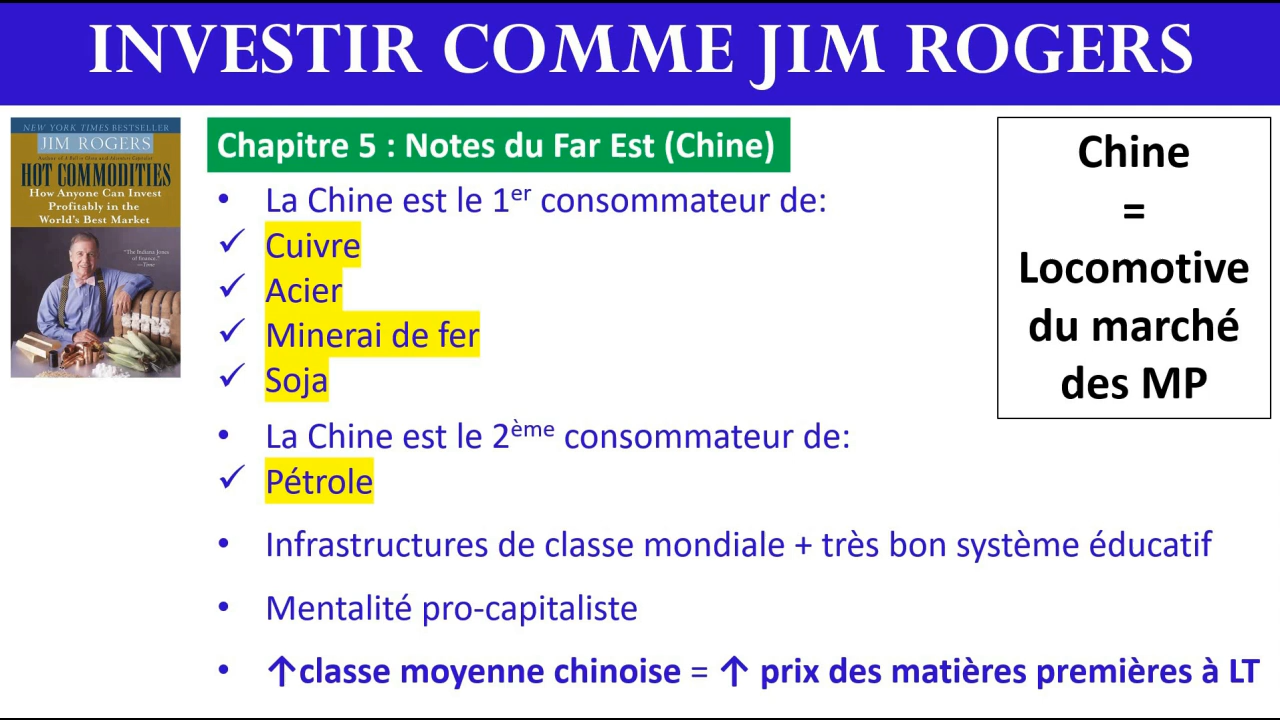 INVESTIR COMME JIM ROGERS
NEW YORK TIMES BESTSELLER
JIM ROGERS
HOT COMMODITIES
How Anyone Can Invest
Profitably in the
World's Best Market
—Time
Chapitre 5 : Notes du Far Est (Chine)
• La Chine est le 1er consommateur de:
✓ Cuivre
✓ Acier
✓ Minerai de fer
✓ Soja
• La Chine est le 2ème consommateur de:
✓ Pétrole
• Infrastructures de classe mondiale + très bon système éducatif
• Mentalité pro-capitaliste
• ↑classe moyenne chinoise = ↑ prix des matières premières à LT
Chine
=
Locomotive
du marché
des MP